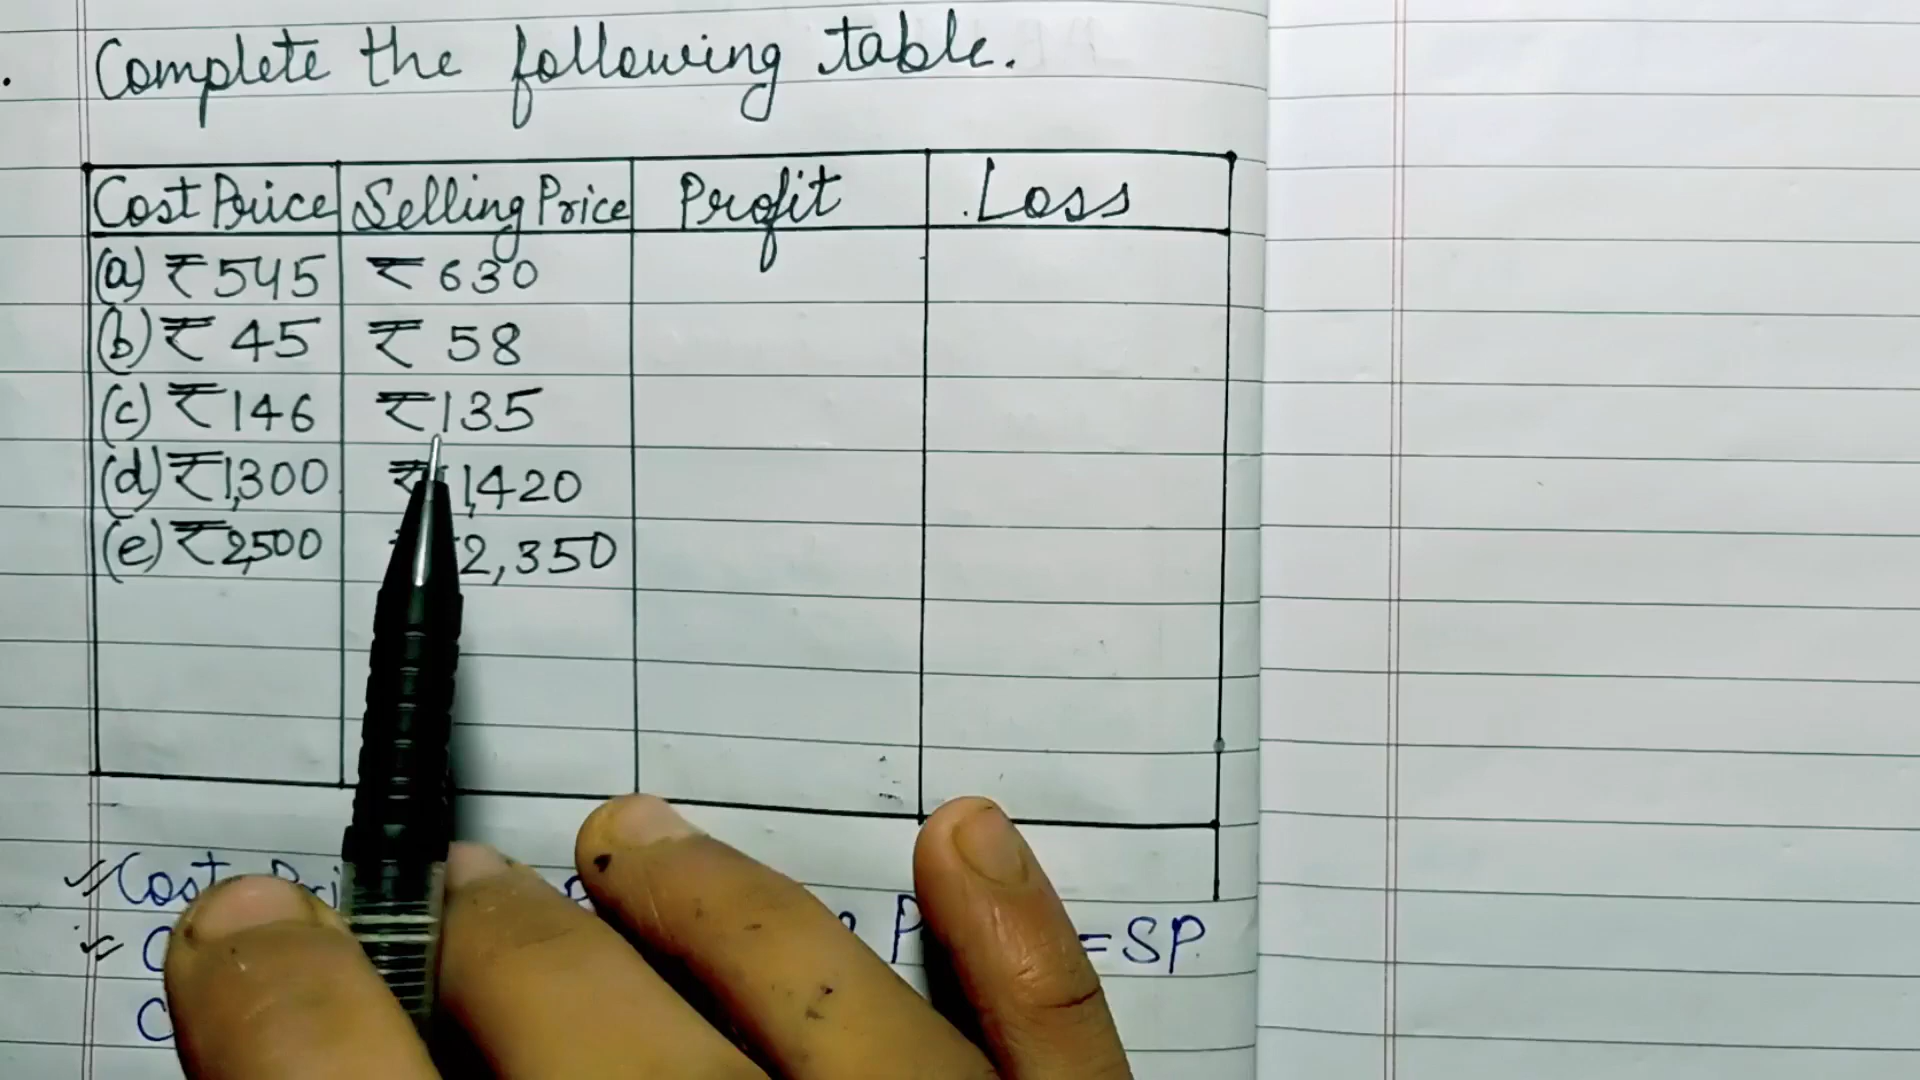 Complete the following table.
Cost Price Selling Price Profit Loss
(a) ₹545 ₹ 630
(b) ₹ 45 ₹ 58
(c) ₹146 ₹135
(d) ₹1,300 ₹1,420
(e) ₹2,500 2,350
Cost
= SP